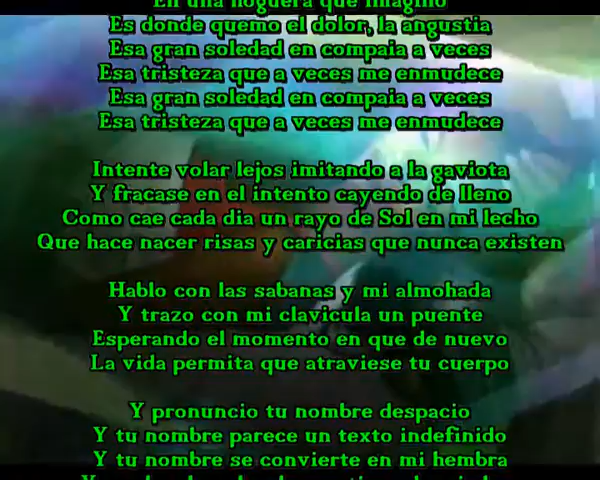 En una hoguera que imagino
Es donde quemo el dolor, la angustia
Esa gran soledad en compaia a veces
Esa tristeza que a veces me enmudece
Esa gran soledad en compaia a veces
Esa tristeza que a veces me enmudece
Intente volar lejos imitando a la gaviota
Y fracase en el intento cayendo de lleno
Como cae cada dia un rayo de Sol en mi lecho
Que hace nacer risas y caricias que nunca existen
Hablo con las sabanas y mi almohada
Y trazo con mi clavicula un puente
Esperando el momento en que de nuevo
La vida permita que atraviese tu cuerpo
Y pronuncio tu nombre despacio
Y tu nombre parece un texto indefinido
Y tu nombre se convierte en mi hembra